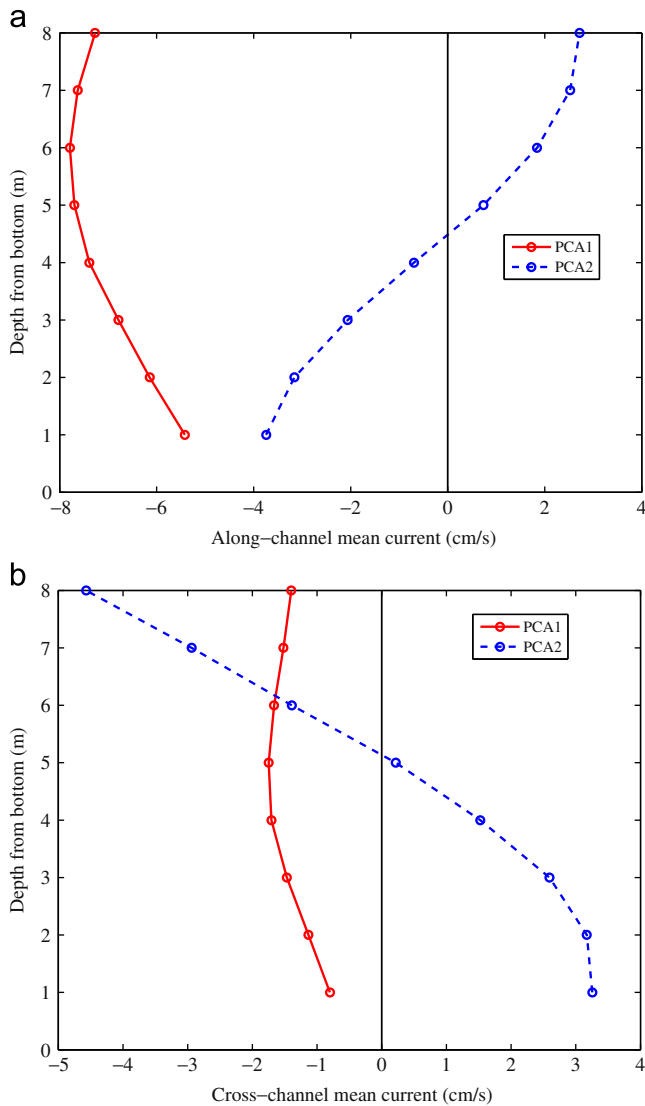 a
8
7
6
5
4
3
2
1
0
Depth from bottom (m)
PCA1
PCA2
−8 −6 −4 −2 0 2 4
Along−channel mean current (cm/s)
b
8
7
6
5
4
3
2
1
0
Depth from bottom (m)
PCA1
PCA2
−5 −4 −3 −2 −1 0 1 2 3 4
Cross−channel mean current (cm/s)